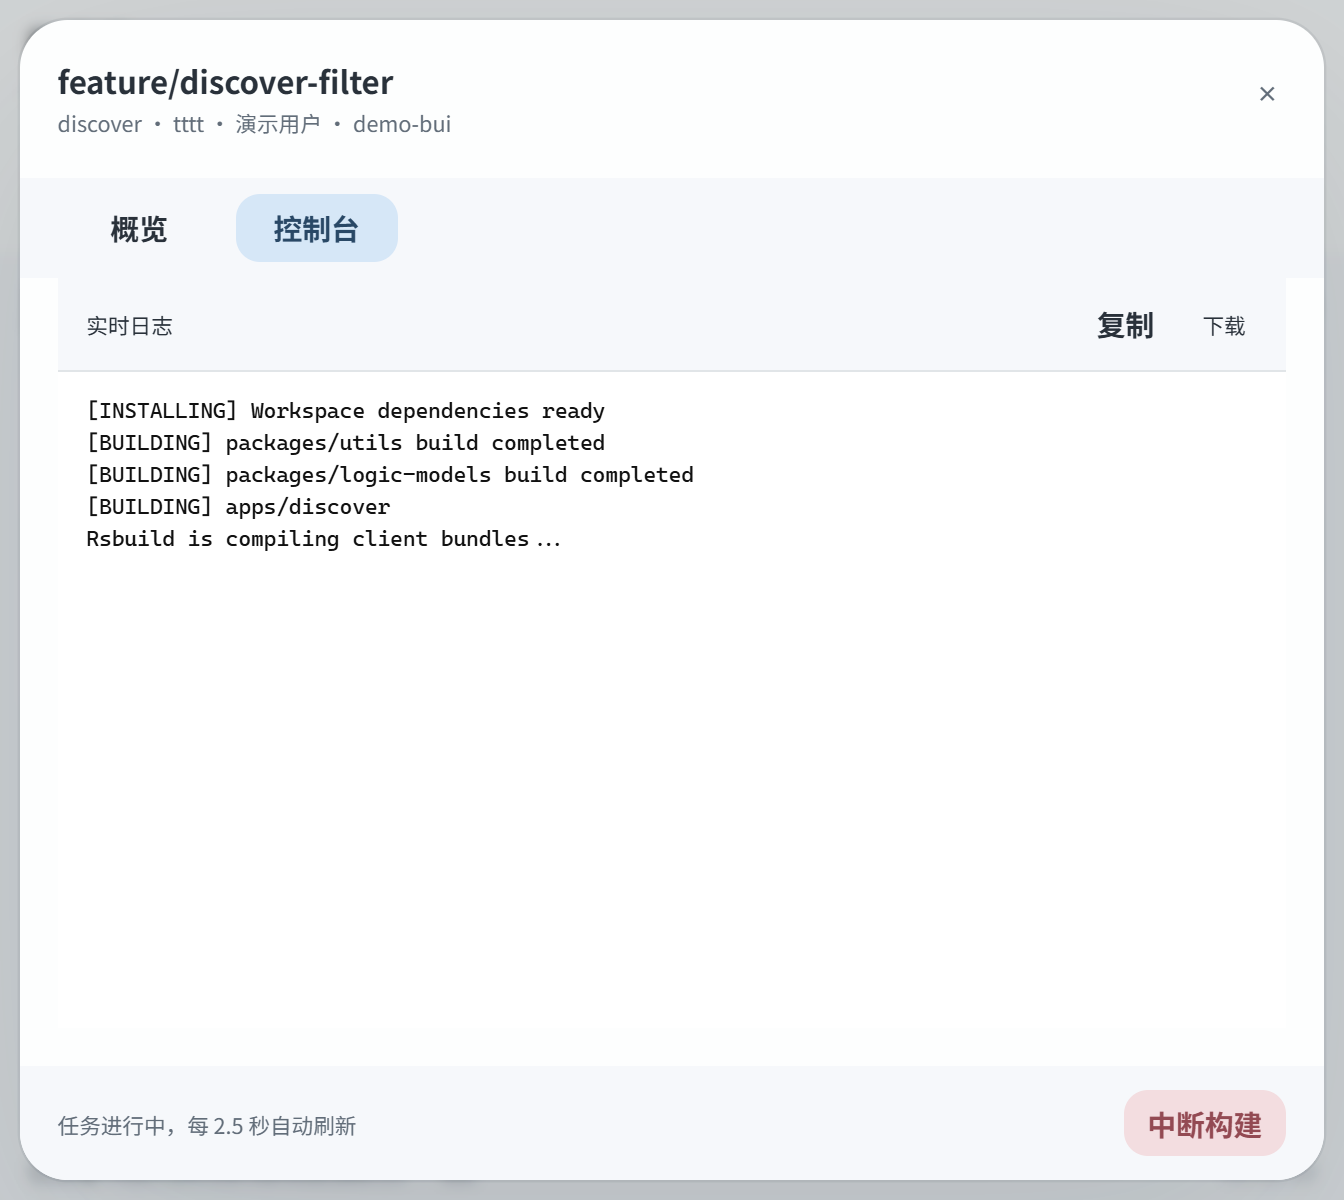 feature/discover-filter
×
discover · tttt · 演示用户 · demo-bui
概览 控制台
实时日志 复制 下载
[INSTALLING] Workspace dependencies ready
[BUILDING] packages/utils build completed
[BUILDING] packages/logic-models build completed
[BUILDING] apps/discover
Rsbuild is compiling client bundles...
任务进行中，每 2.5 秒自动刷新 中断构建